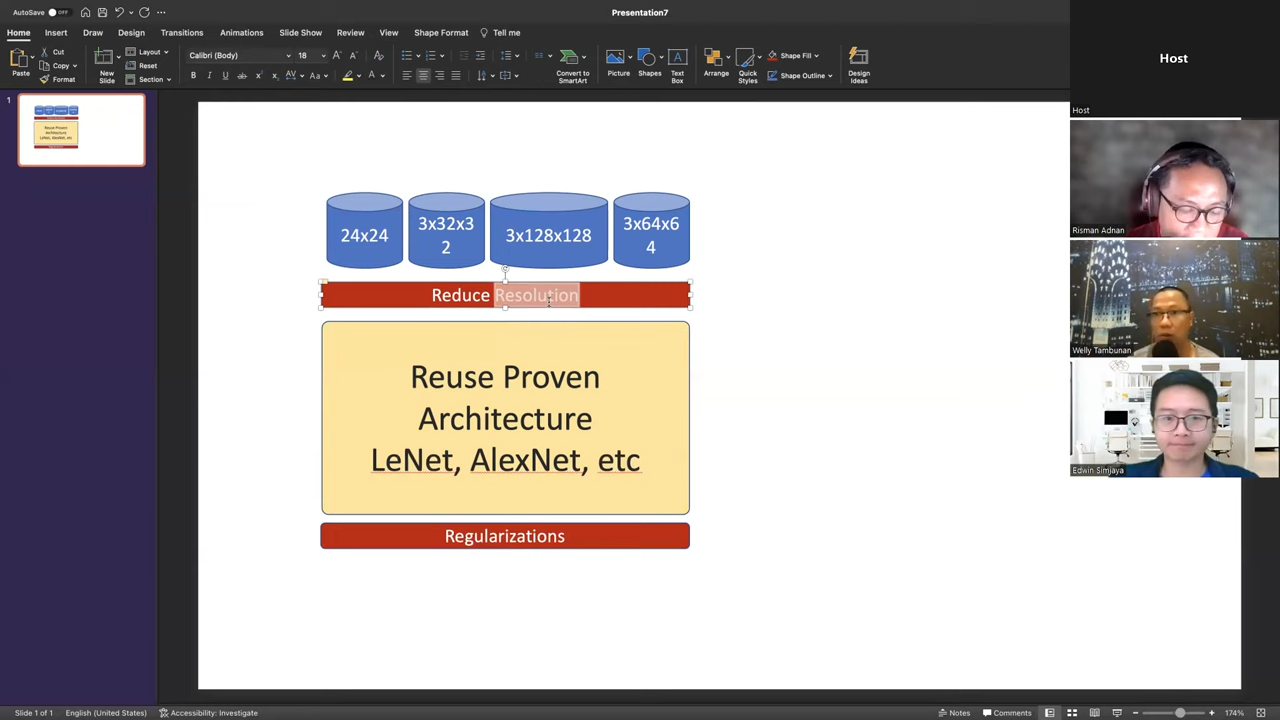 AutoSave OFF
Presentation7
Home Insert Draw Design Transitions Animations Slide Show Review View Shape Format Tell me
Paste
Cut
Copy
Format
New Slide
Layout
Reset
Section
Calibri (Body) 18
B I U ab
AV Aa A
Convert to SmartArt
Picture
Shapes
Text Box
Arrange
Quick Styles
Shape Fill
Shape Outline
Design Ideas
1
24x24
3x32x3
2
3x128x128
3x64x6
4
Reduce Resolution
Reuse Proven
Architecture
LeNet, AlexNet, etc
Regularizations
Host
Host
Risman Adnan
Welly Tambunan
Edwin Simjaya
Slide 1 of 1 English (United States) Accessibility: Investigate Notes Comments 174%